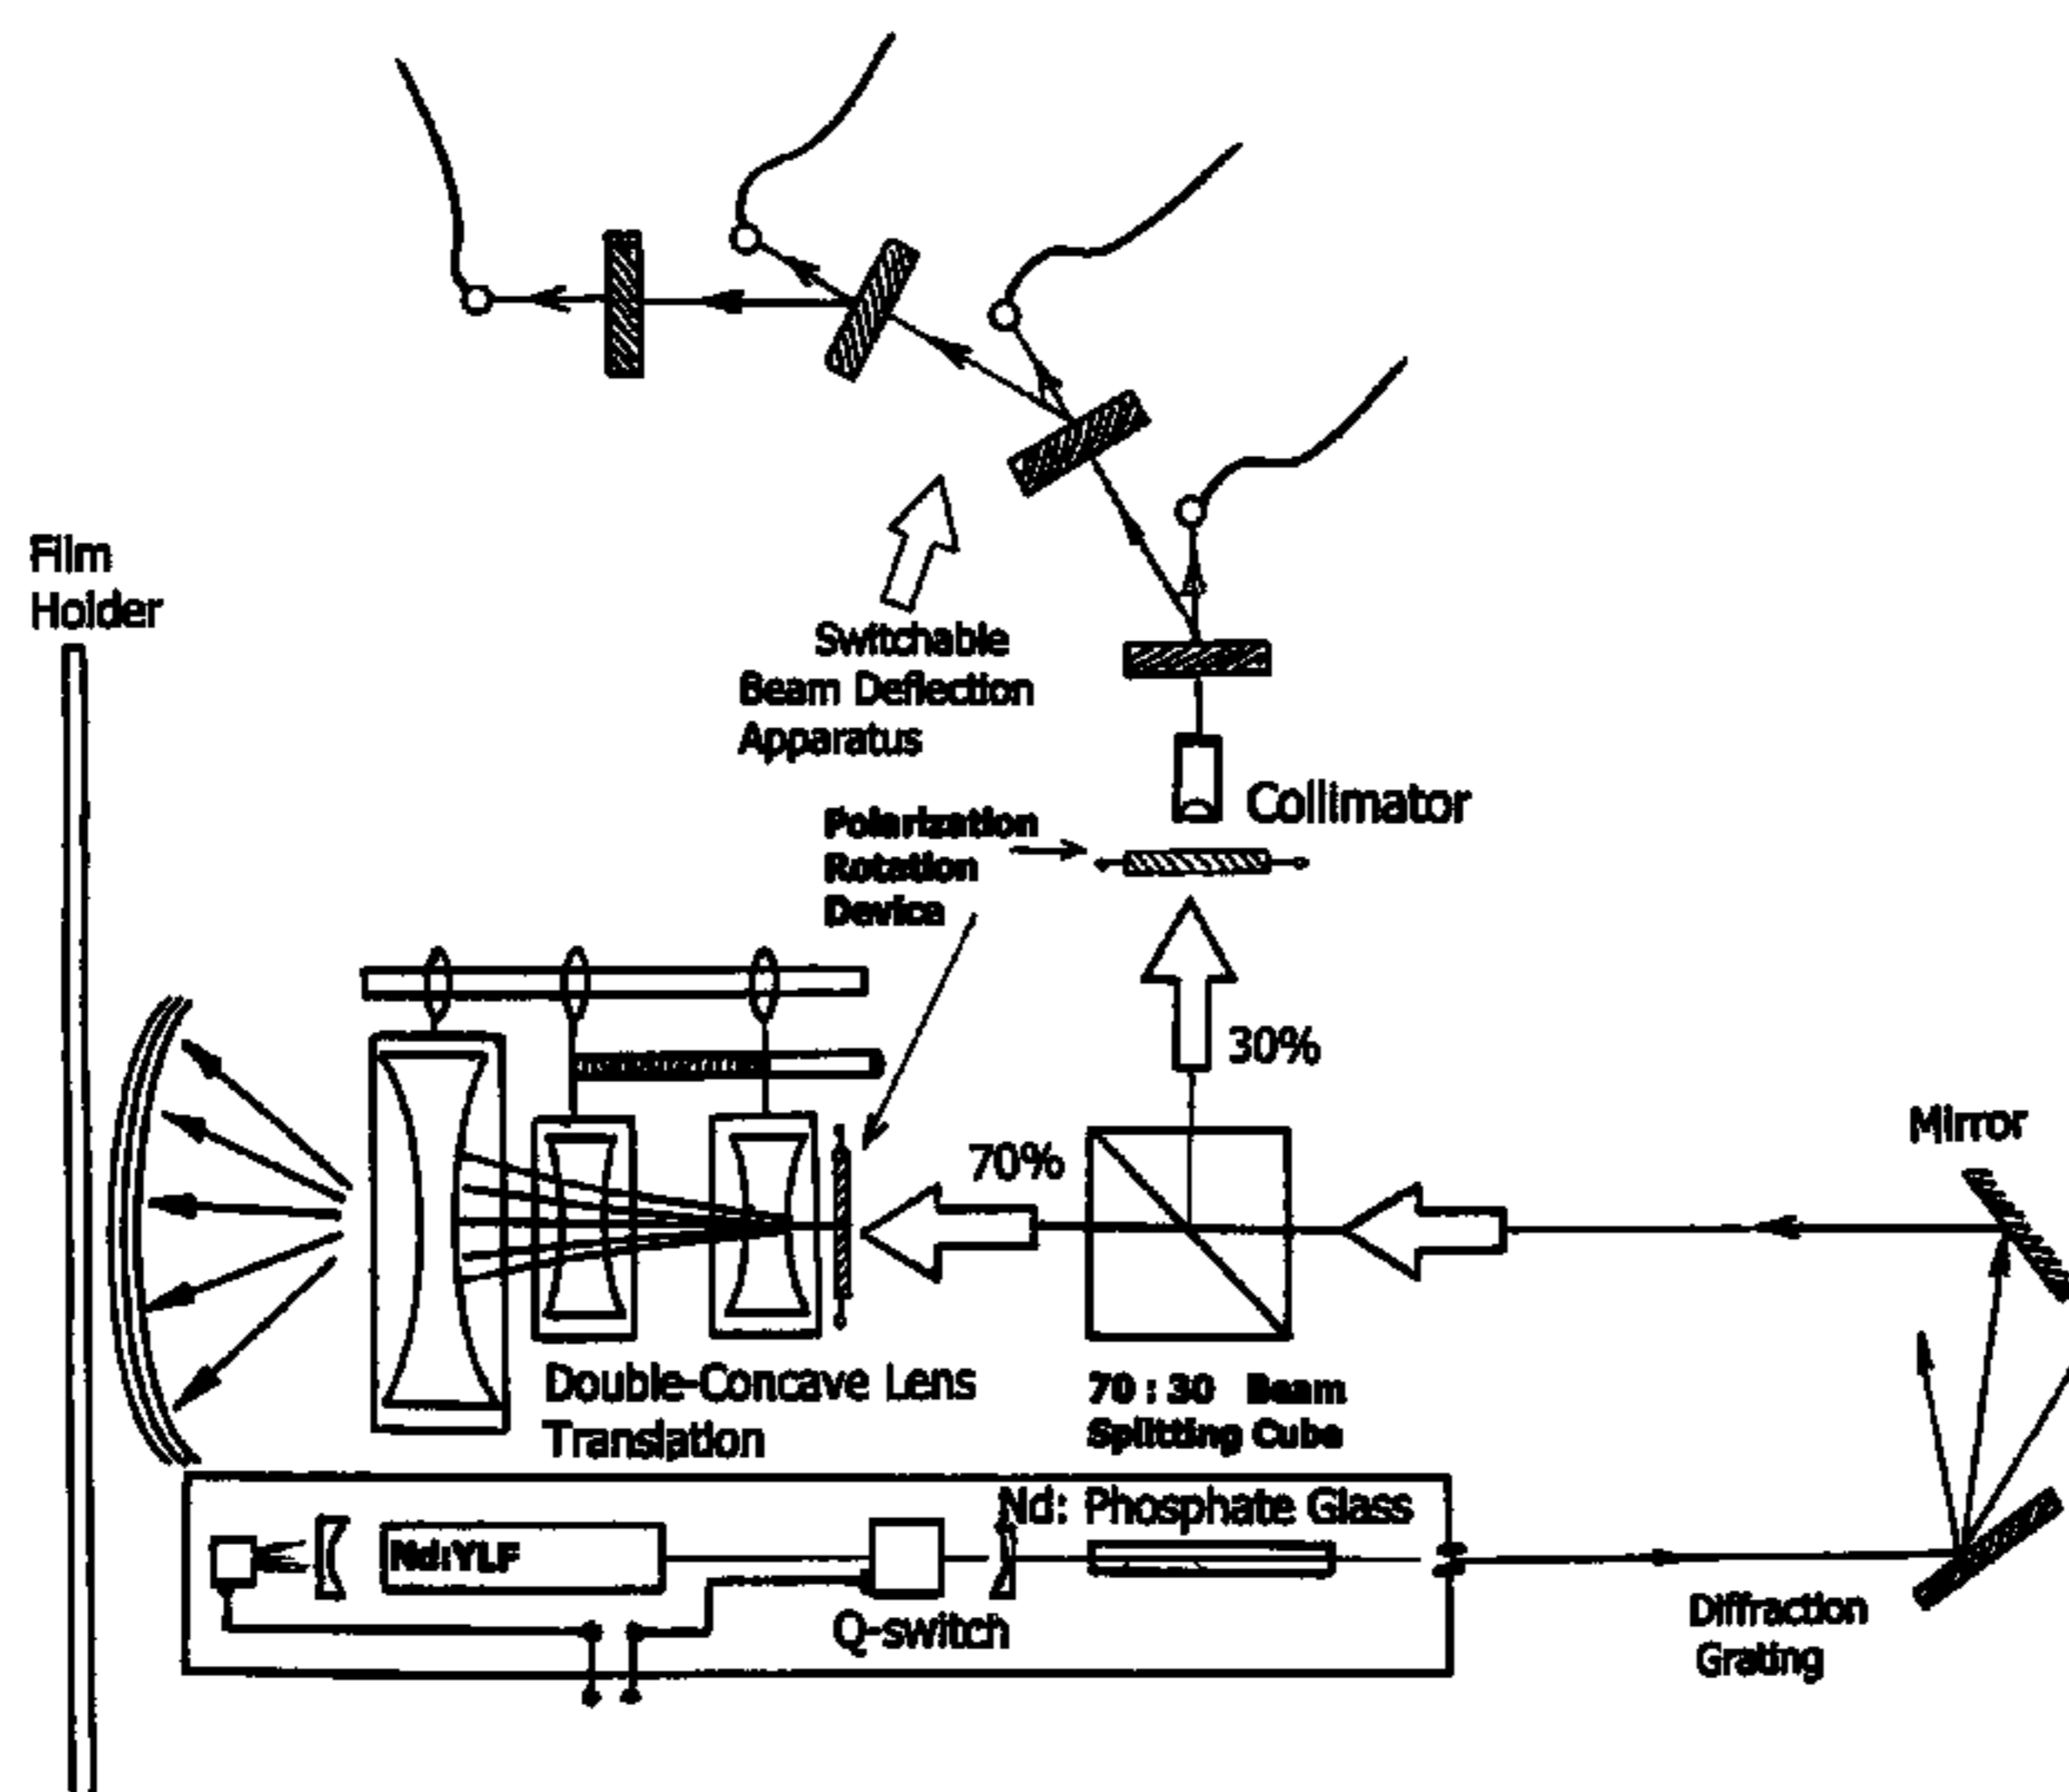 Film
Holder
Switchable
Beam Deflection
Apparatus
Polarization
Rotation
Device
Collimator
30%
70%
Mirror
Double-Concave Lens
Translation
70 : 30 Beam
Splitting Cube
Nd: Phosphate Glass
Nd:YLF
Q-switch
Diffraction
Grating